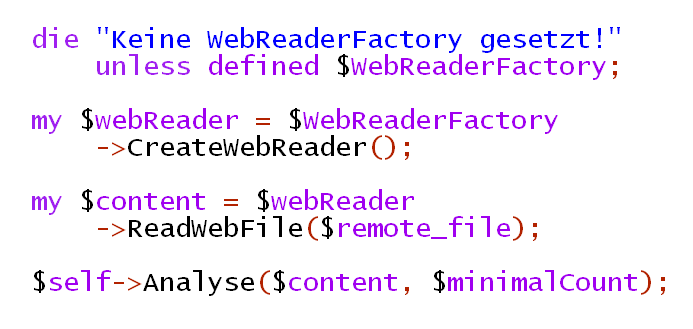 die "Keine WebReaderFactory gesetzt!"
    unless defined $WebReaderFactory;

my $webReader = $WebReaderFactory
    ->CreateWebReader();

my $content = $webReader
    ->ReadWebFile($remote_file);

$self->Analyse($content, $minimalCount);